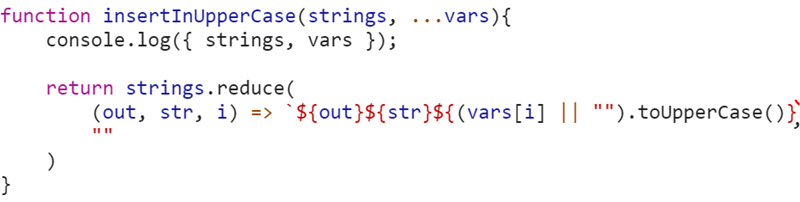 function insertInUpperCase(strings, ...vars){
    console.log({ strings, vars });

    return strings.reduce(
        (out, str, i) => `${out}${str}${(vars[i] || "").toUpperCase()}`,
        ""
    )
}